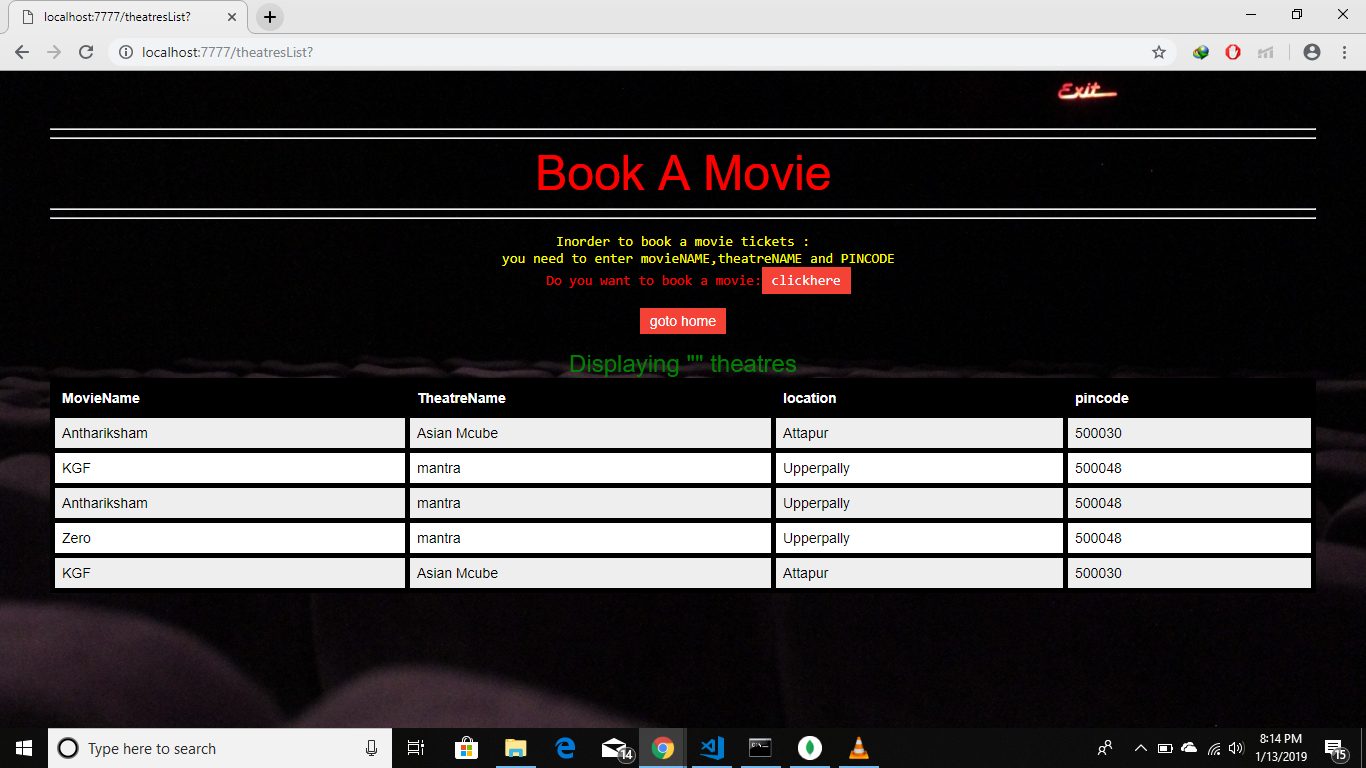 localhost:7777/theatresList?
localhost:7777/theatresList?
Exit
Book A Movie
Inorder to book a movie tickets :
you need to enter movieNAME,theatreNAME and PINCODE
Do you want to book a movie: clickhere
goto home
Displaying "" theatres
MovieName TheatreName location pincode
Anthariksham Asian Mcube Attapur 500030
KGF mantra Upperpally 500048
Anthariksham mantra Upperpally 500048
Zero mantra Upperpally 500048
KGF Asian Mcube Attapur 500030
Type here to search 14 8:14 PM
1/13/2019 15